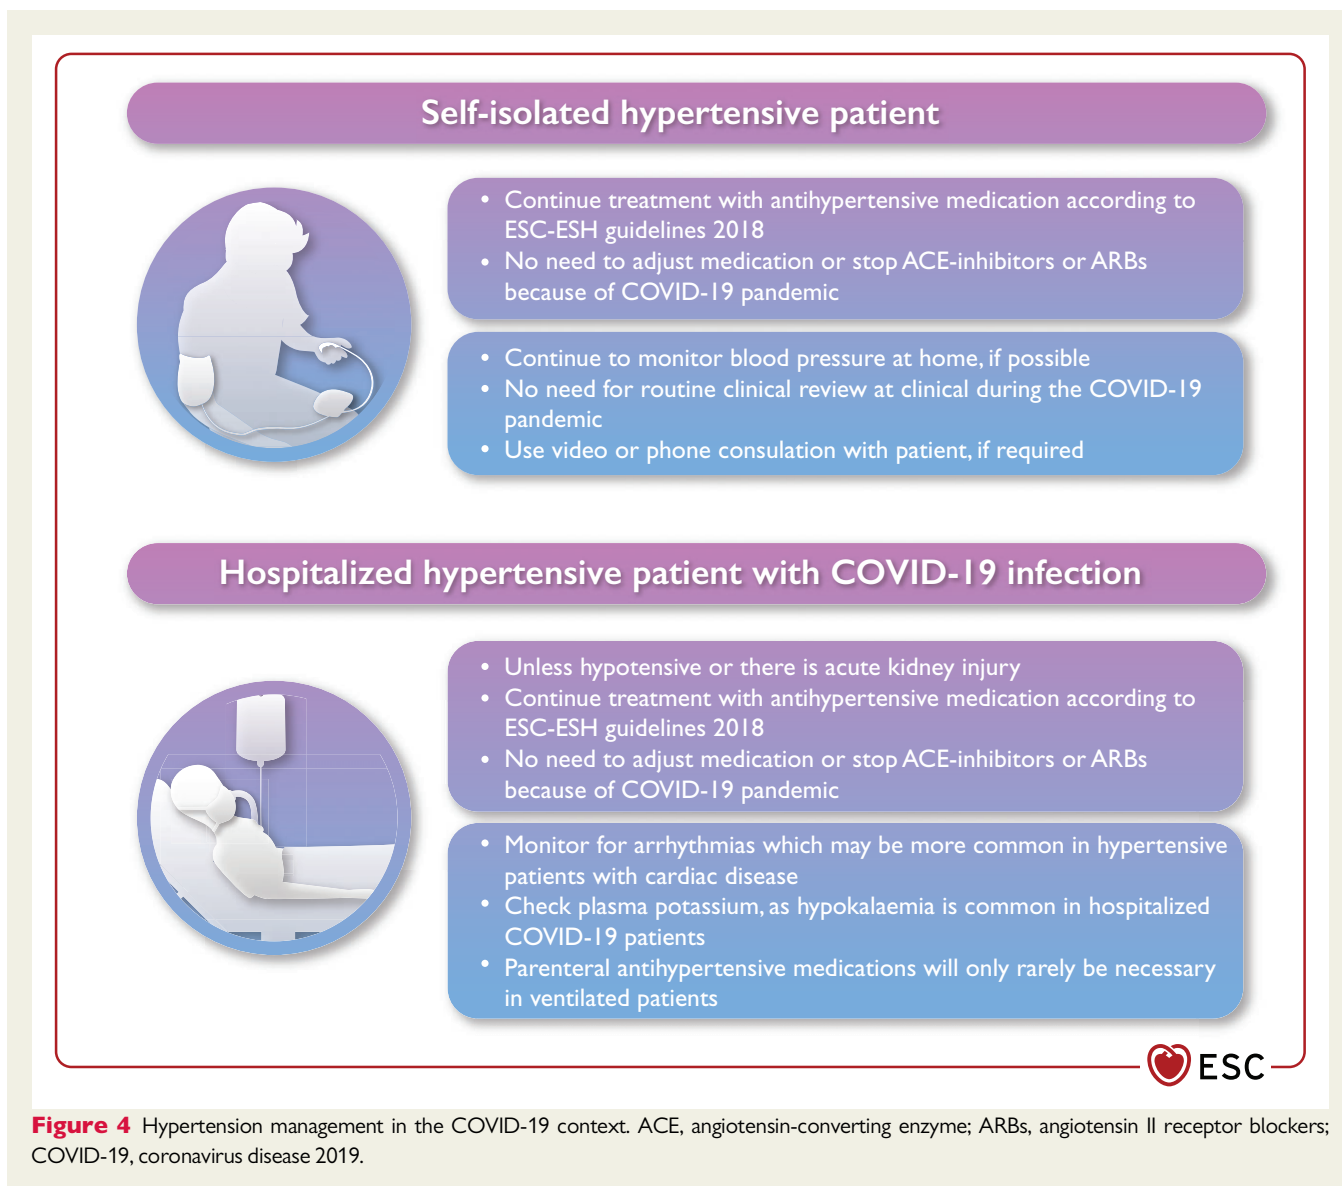 Self-isolated hypertensive patient
• Continue treatment with antihypertensive medication according to
ESC-ESH guidelines 2018
• No need to adjust medication or stop ACE-inhibitors or ARBs
because of COVID-19 pandemic
• Continue to monitor blood pressure at home, if possible
• No need for routine clinical review at clinical during the COVID-19
pandemic
• Use video or phone consulation with patient, if required
Hospitalized hypertensive patient with COVID-19 infection
• Unless hypotensive or there is acute kidney injury
• Continue treatment with antihypertensive medication according to
ESC-ESH guidelines 2018
• No need to adjust medication or stop ACE-inhibitors or ARBs
because of COVID-19 pandemic
• Monitor for arrhythmias which may be more common in hypertensive
patients with cardiac disease
• Check plasma potassium, as hypokalaemia is common in hospitalized
COVID-19 patients
• Parenteral antihypertensive medications will only rarely be necessary
in ventilated patients
ESC
Figure 4 Hypertension management in the COVID-19 context. ACE, angiotensin-converting enzyme; ARBs, angiotensin II receptor blockers;
COVID-19, coronavirus disease 2019.